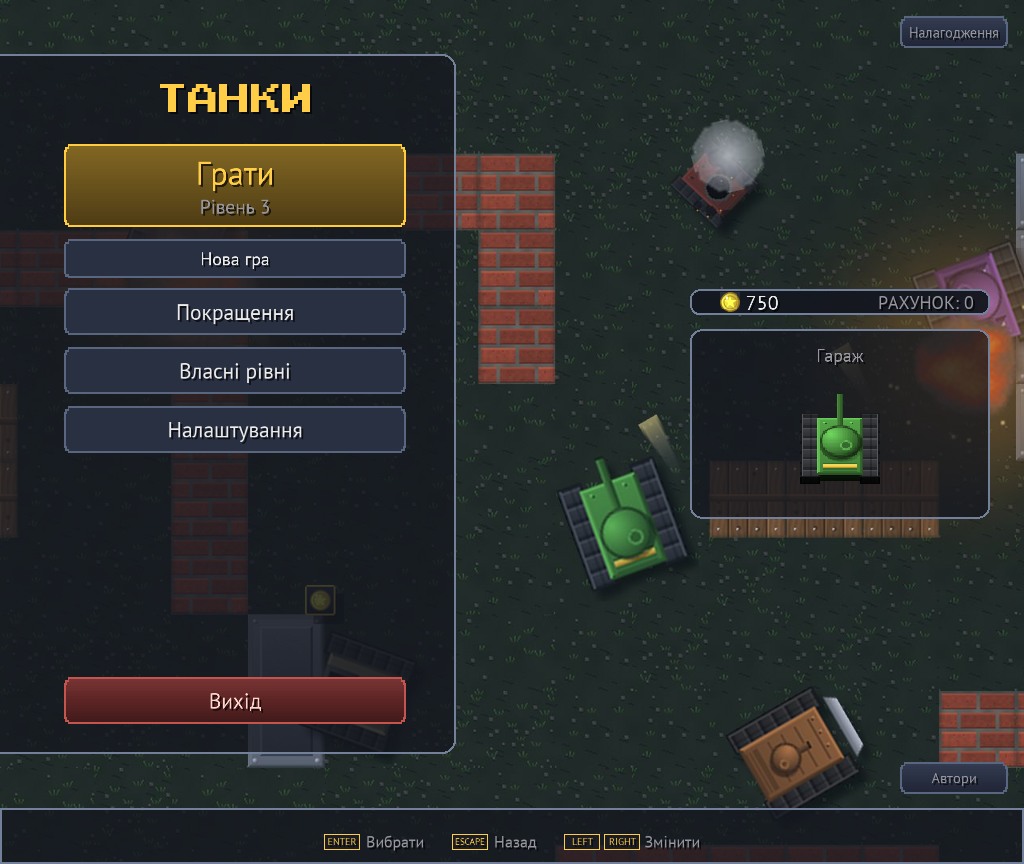 Налагодження
ТАНКИ
Грати
Рівень 3
Нова гра
Покращення
Власні рівні
Налаштування
Вихід
750 РАХУНОК: 0
Гараж
Автори
ENTER Вибрати ESCAPE Назад LEFT RIGHT Змінити